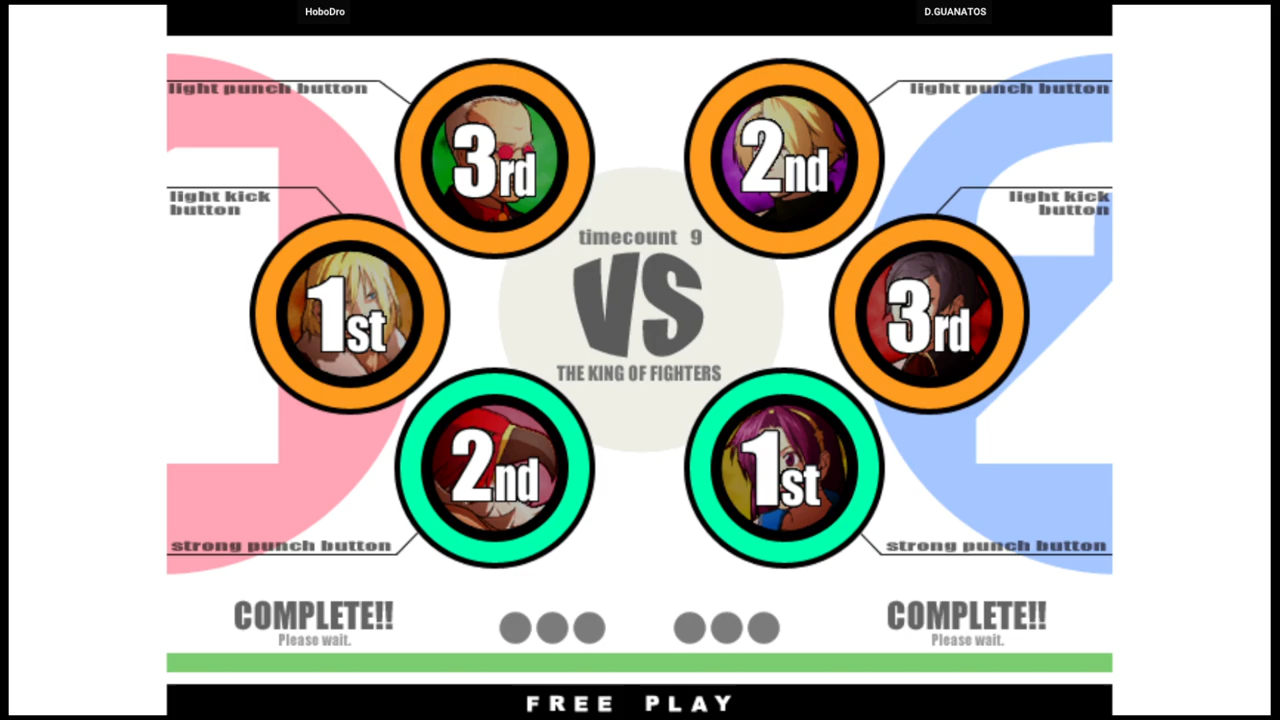 HoboDro
D.GUANATOS
light punch button
light punch button
3rd
2nd
light kick
button
light kick
button
timecount 9
VS
THE KING OF FIGHTERS
1st
3rd
2nd
1st
strong punch button
strong punch button
COMPLETE!!
Please wait.
COMPLETE!!
Please wait.
FREE PLAY